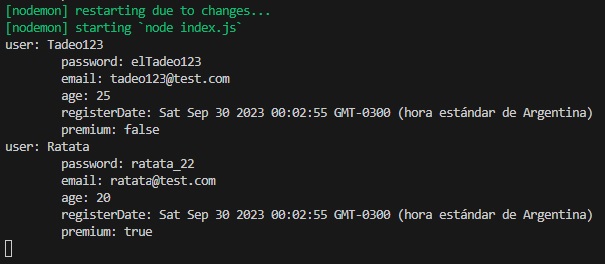 [nodemon] restarting due to changes...
[nodemon] starting `node index.js`
user: Tadeo123
password: elTadeo123
email: tadeo123@test.com
age: 25
registerDate: Sat Sep 30 2023 00:02:55 GMT-0300 (hora estándar de Argentina)
premium: false
user: Ratata
password: ratata_22
email: ratata@test.com
age: 20
registerDate: Sat Sep 30 2023 00:02:55 GMT-0300 (hora estándar de Argentina)
premium: true